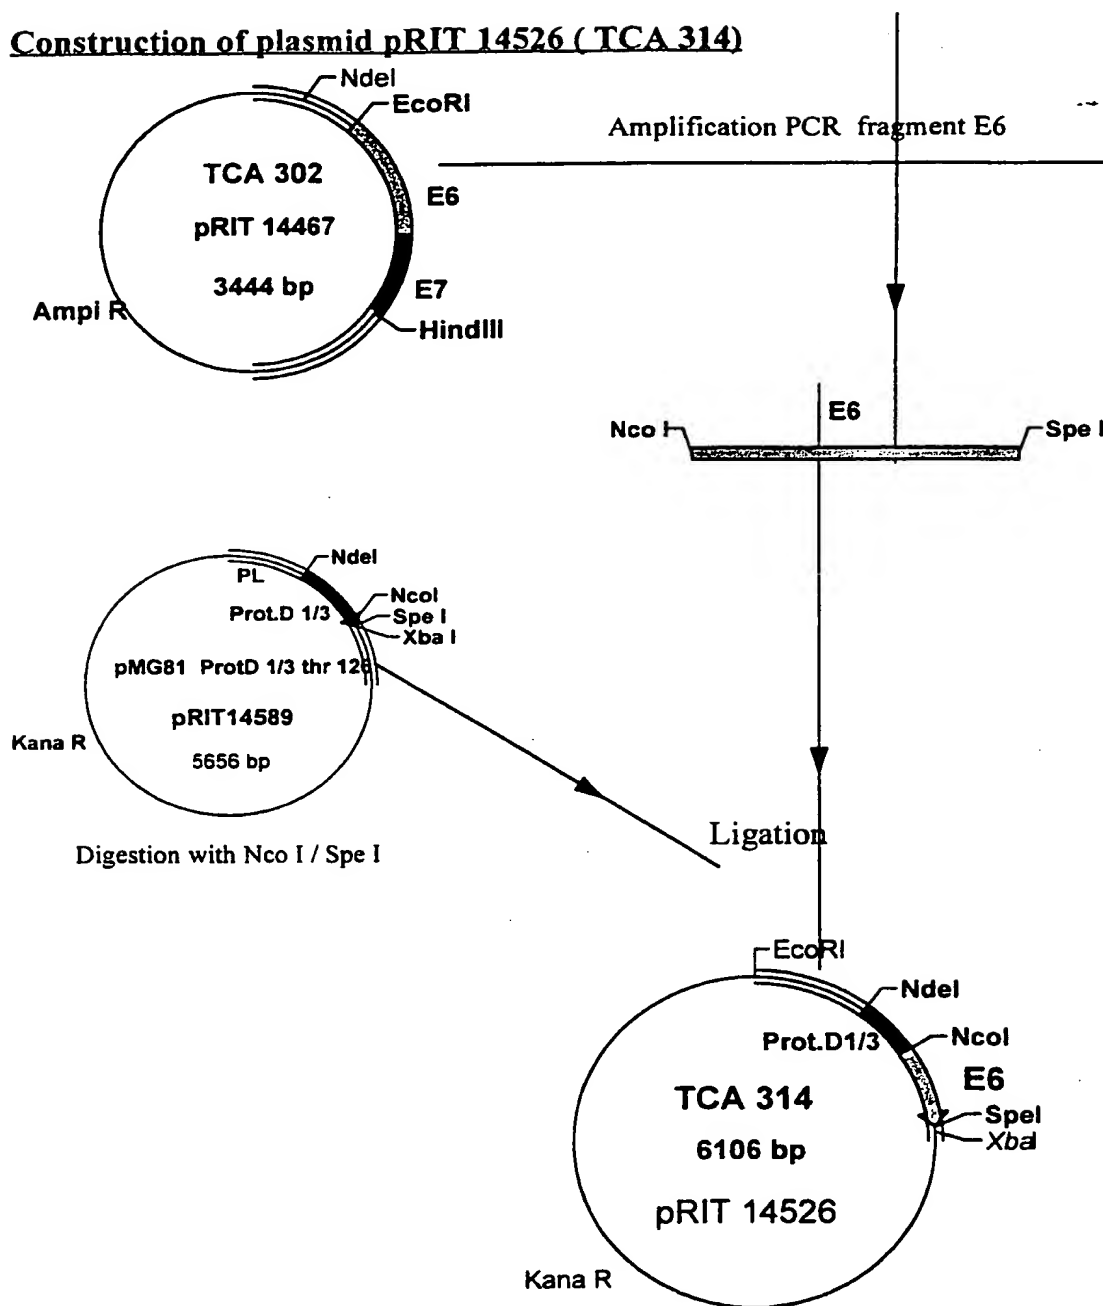 Construction of plasmid pRIT 14526 ( TCA 314)
NdeI
EcoRI
Amplification PCR fragment E6
TCA 302
E6
pRIT 14467
3444 bp
E7
Ampi R
HindIII
E6
Nco I
Spe I
NdeI
PL
NcoI
Prot.D 1/3
Spe I
Xba I
pMG81 ProtD 1/3 thr 126
pRIT14589
Kana R
5656 bp
Digestion with Nco I / Spe I
Ligation
EcoRI
NdeI
Prot.D1/3
NcoI
E6
TCA 314
SpeI
XbaI
6106 bp
pRIT 14526
Kana R